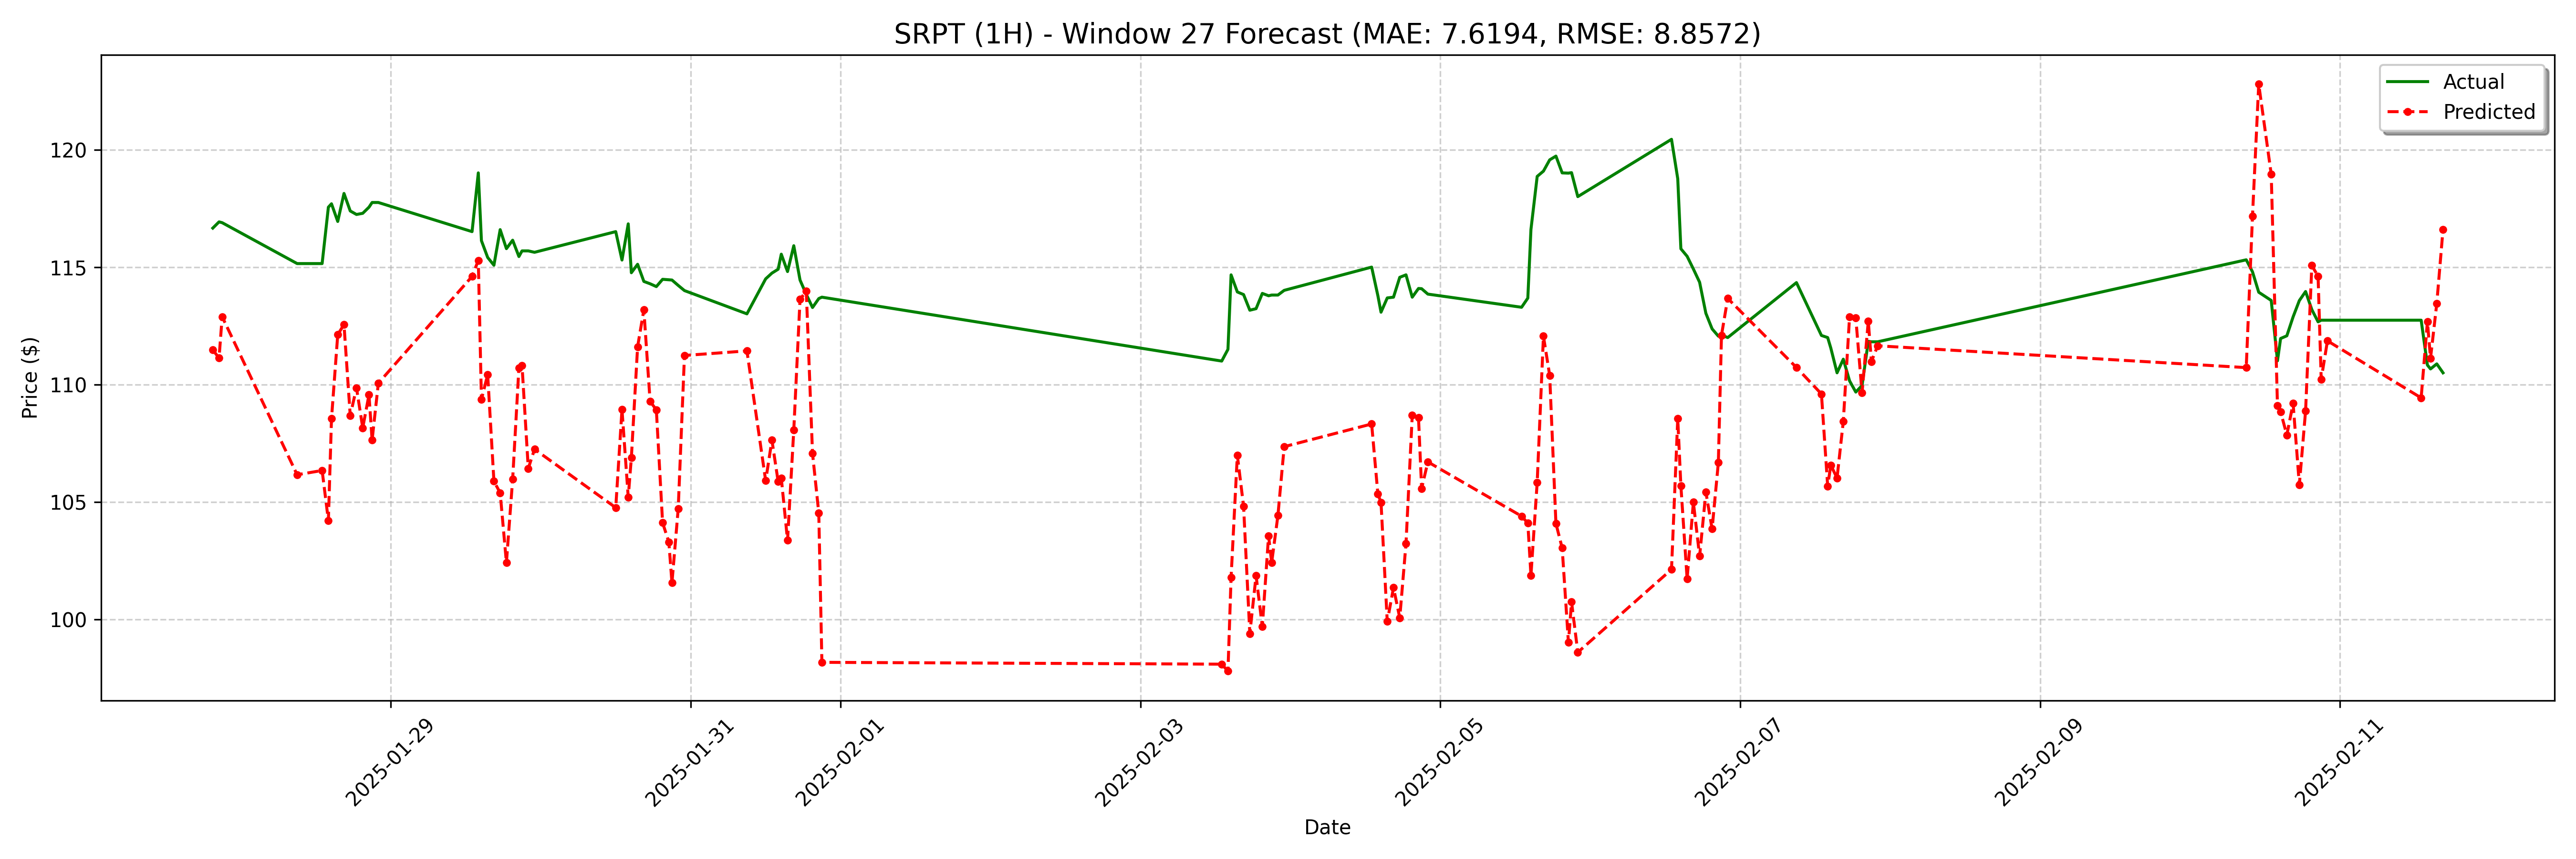 SRPT (1H) - Window 27 Forecast (MAE: 7.6194, RMSE: 8.8572)
Actual
Predicted
Price ($)
120
115
110
105
100
2025-01-29
2025-01-31
2025-02-01
2025-02-03
2025-02-05
2025-02-07
2025-02-09
2025-02-11
Date